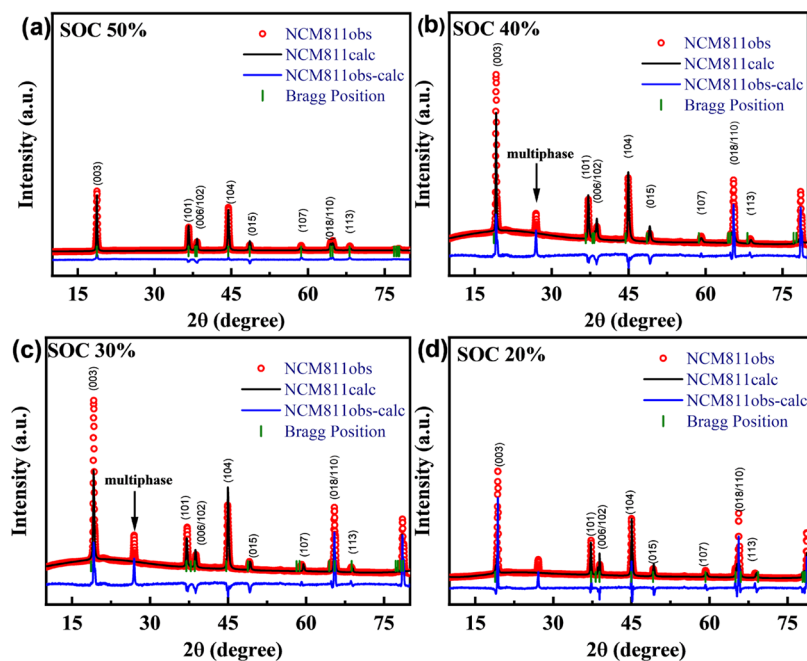 (a) SOC 50%
NCM811obs
NCM811calc
NCM811obs-calc
Bragg Position
(003)
(101)
(006/102)
(104)
(015)
(107)
(018/110)
(113)
Intensity (a.u.)
15 30 45 60 75
2θ (degree)
(b) SOC 40%
NCM811obs
NCM811calc
NCM811obs-calc
Bragg Position
(003)
multiphase
(101)
(006/102)
(104)
(015)
(107)
(018/110)
(113)
Intensity (a.u.)
15 30 45 60 75
2θ (degree)
(c) SOC 30%
NCM811obs
NCM811calc
NCM811obs-calc
Bragg Position
(003)
multiphase
(101)
(006/102)
(104)
(015)
(107)
(018/110)
(113)
Intensity (a.u.)
15 30 45 60 75
2θ (degree)
(d) SOC 20%
NCM811obs
NCM811calc
NCM811obs-calc
Bragg Position
(003)
(101)
(006/102)
(104)
(015)
(107)
(018/110)
(113)
Intensity (a.u.)
15 30 45 60 75
2θ (degree)